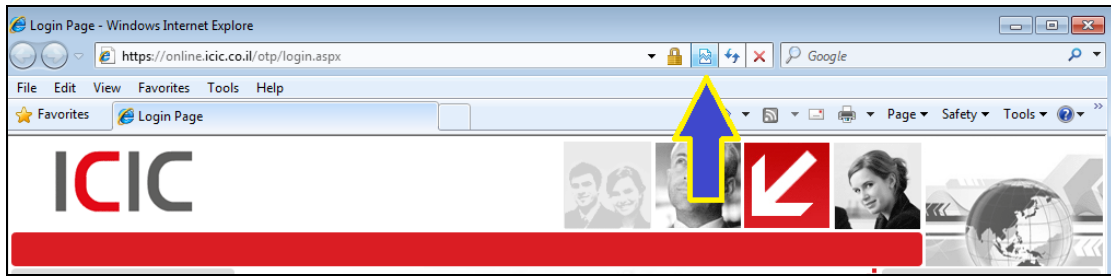 Login Page - Windows Internet Explore
https://online.icic.co.il/otp/login.aspx
Google
File Edit View Favorites Tools Help
Favorites
Login Page
Page Safety Tools
ICIC